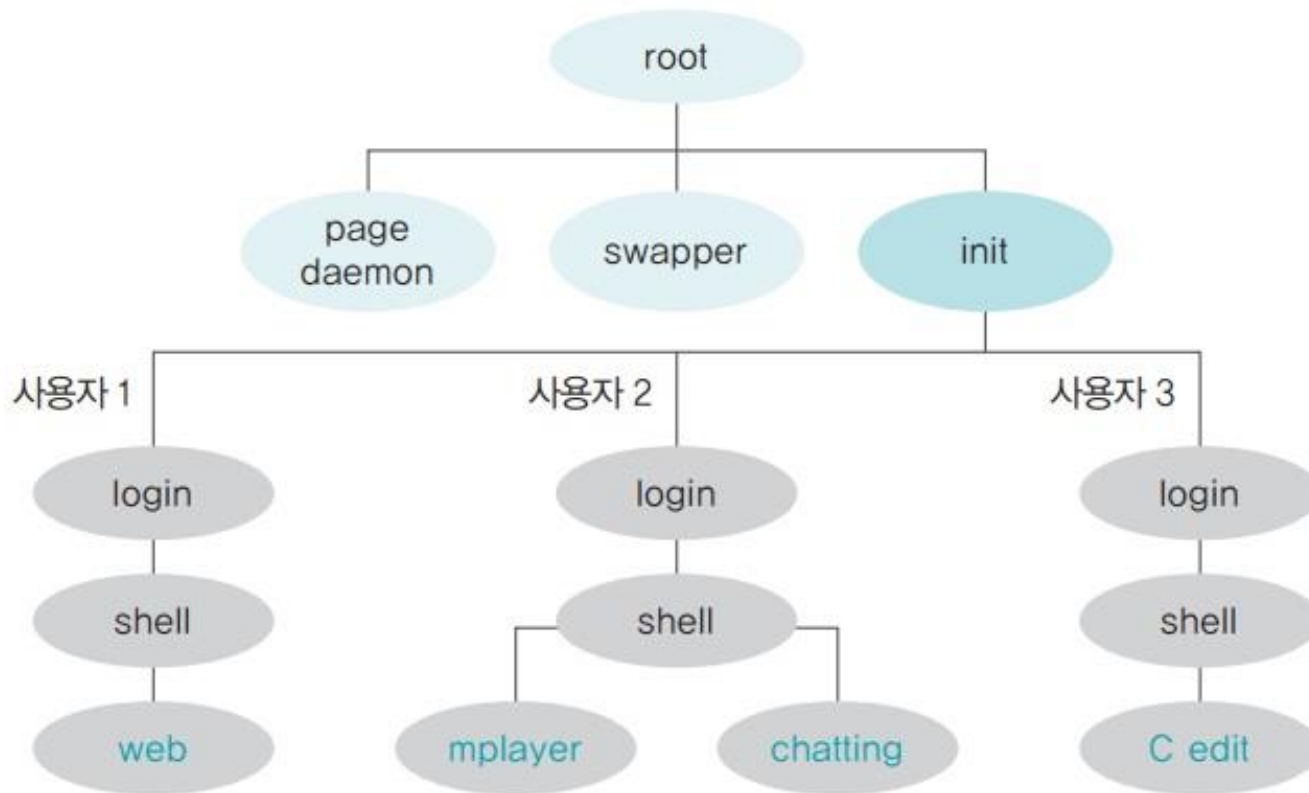 root
page
daemon
swapper
init
사용자 1
사용자 2
사용자 3
login
login
login
shell
shell
shell
web
mplayer
chatting
C edit